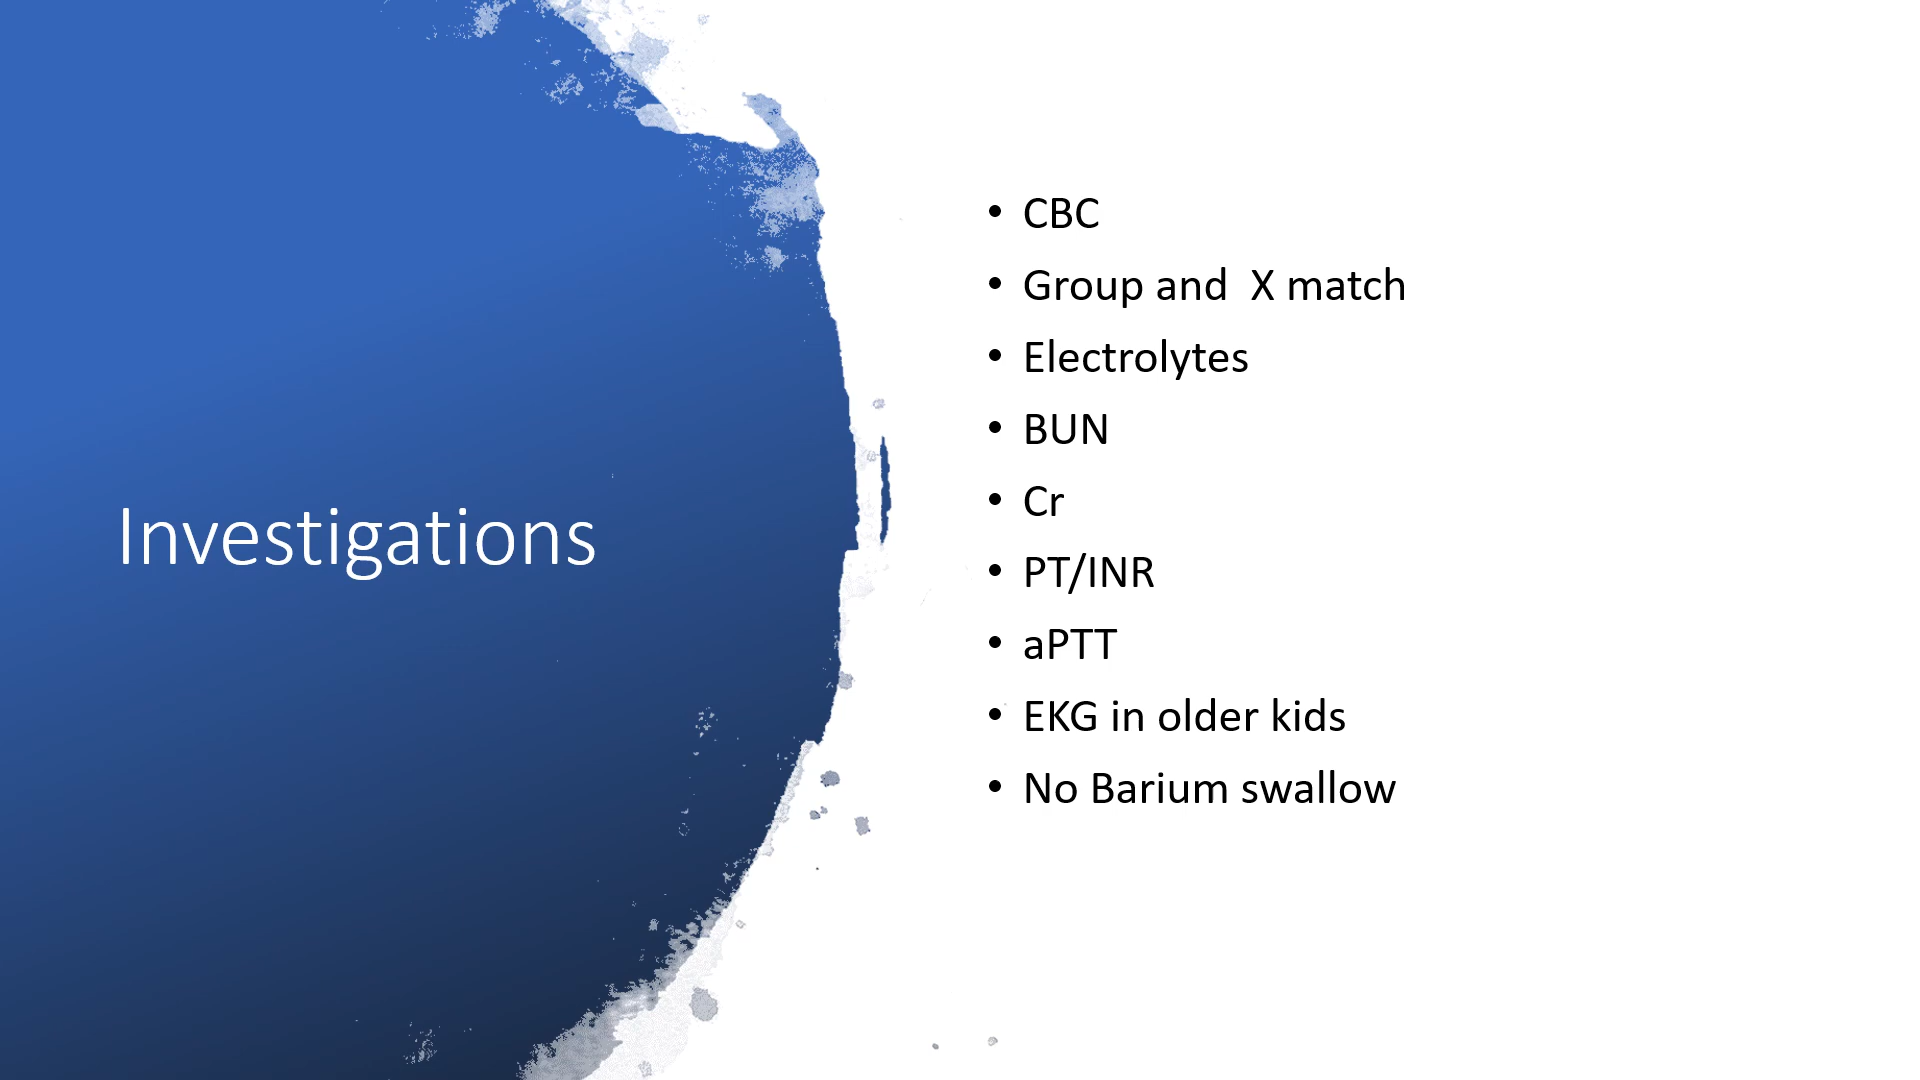 Investigations
• CBC
• Group and  X match
• Electrolytes
• BUN
• Cr
• PT/INR
• aPTT
• EKG in older kids
• No Barium swallow